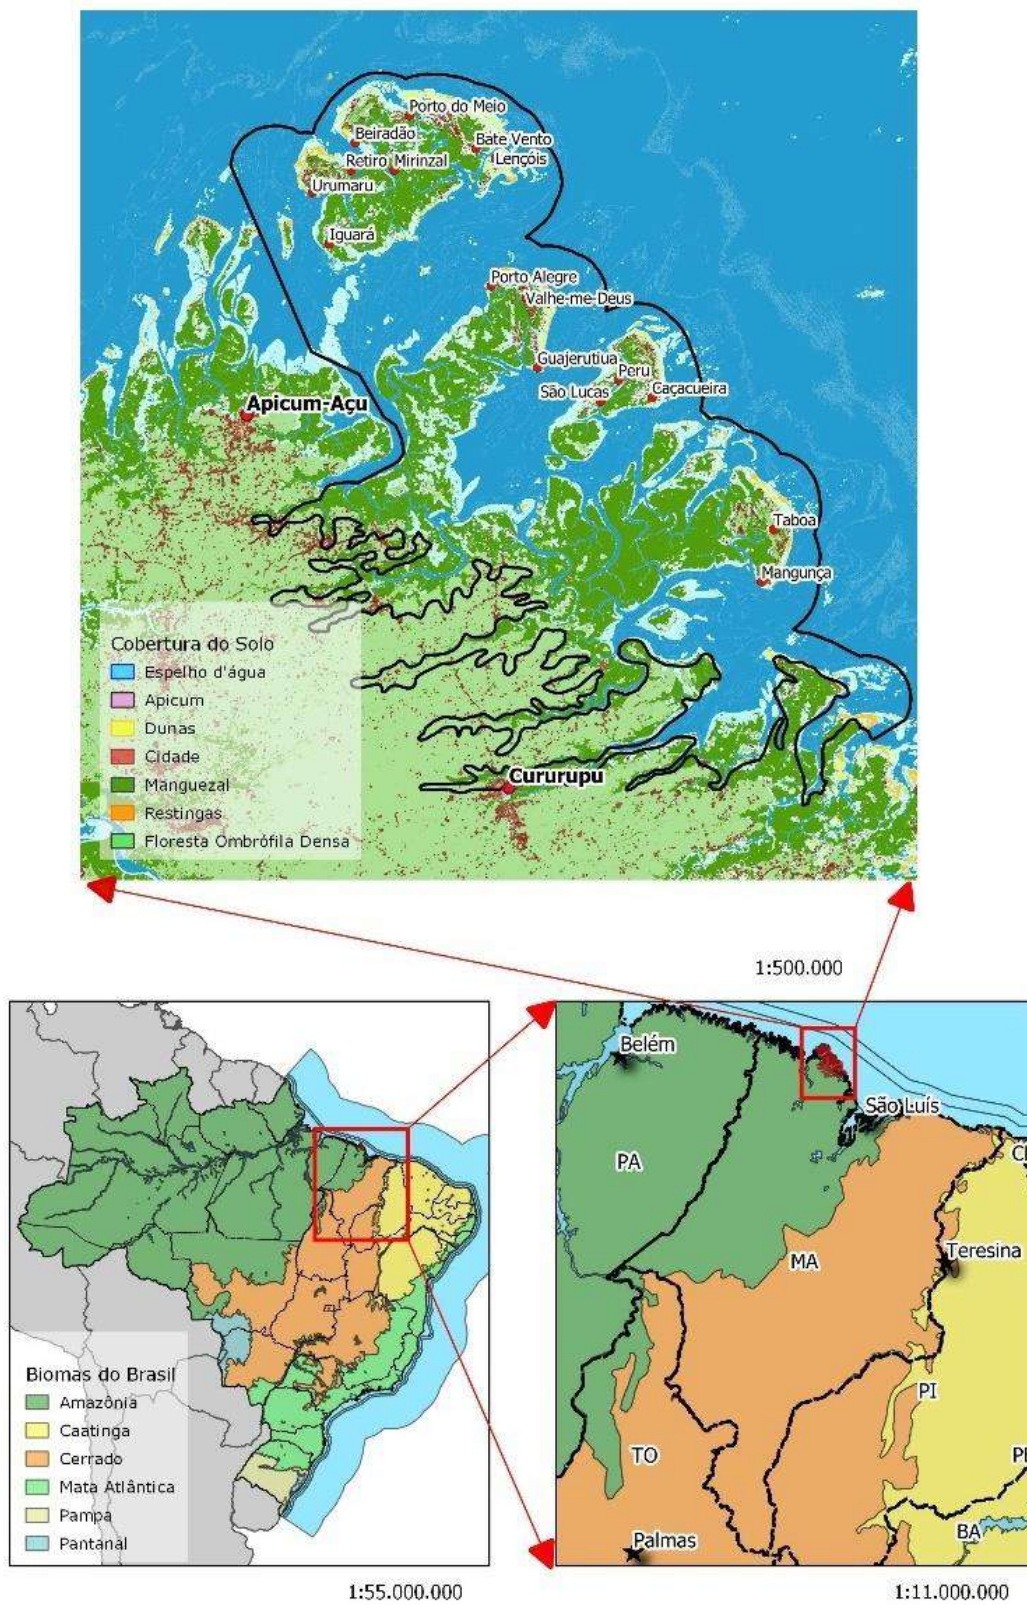 Porto do Meio
Beiradão
Bate Vento
Lençóis
Retiro Mirinzal
Urumaru
Iguará
Porto Alegre
Valhe-me-Deus
Guajerutiua
Peru
São Lucas
Caçacueira
Apicum-Açu
Taboa
Mangunça
Cobertura do Solo
Espelho d'água
Apicum
Dunas
Cidade
Manguezal
Restingas
Floresta Ombrófila Densa
Cururupu
1:500.000
Biomas do Brasil
Amazônia
Caatinga
Cerrado
Mata Atlântica
Pampa
Pantanal
1:55.000.000
Belém
São Luís
PA
MA
Teresina
PI
TO
BA
Palmas
1:11.000.000